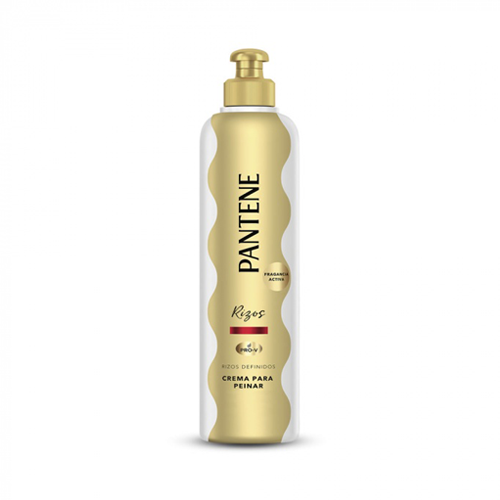 PANTENE
FRAGANCIA
ACTIVA
Rizos
PRO-V
RIZOS DEFINIDOS
CREMA PARA
PEINAR